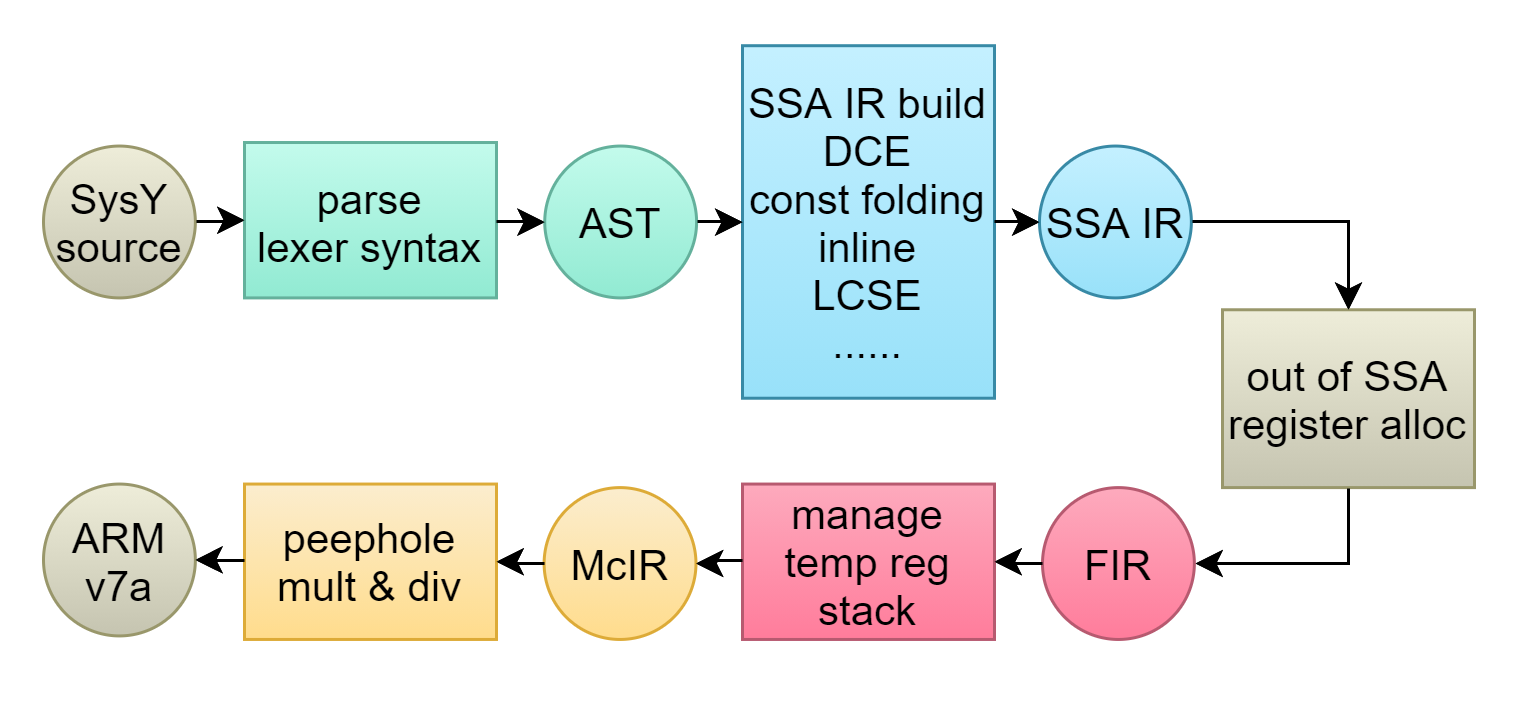 SysY
source
parse
lexer syntax
AST
SSA IR build
DCE
const folding
inline
LCSE
......
SSA IR
out of SSA
register alloc
FIR
manage
temp reg
stack
McIR
peephole
mult & div
ARM
v7a